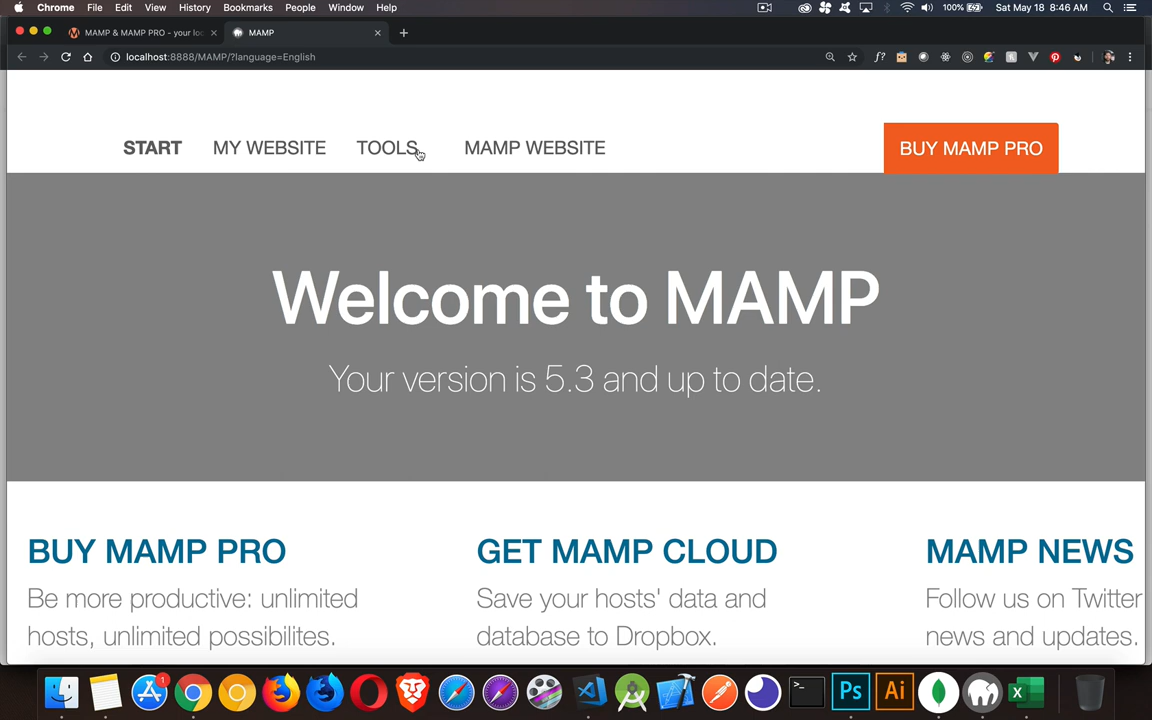 Chrome File Edit View History Bookmarks People Window Help 100% Sat May 18 8:46 AM
MAMP & MAMP PRO - your lo
MAMP
localhost:8888/MAMP/?language=English
START MY WEBSITE TOOLS MAMP WEBSITE BUY MAMP PRO
Welcome to MAMP
Your version is 5.3 and up to date.
BUY MAMP PRO
Be more productive: unlimited
hosts, unlimited possibilites.
GET MAMP CLOUD
Save your hosts' data and
database to Dropbox.
MAMP NEWS
Follow us on Twitter
news and updates.
1
Ps
Ai